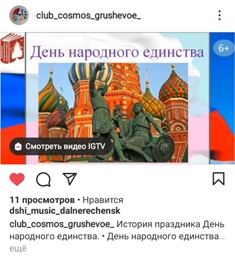 club_cosmos_grushevoe_
День народного единства
6+
Смотреть видео IGTV
11 просмотров • Нравится
dshi_music_dalnerechensk
club_cosmos_grushevoe_ История праздника День
народного единства. • День народного единства...
ещё